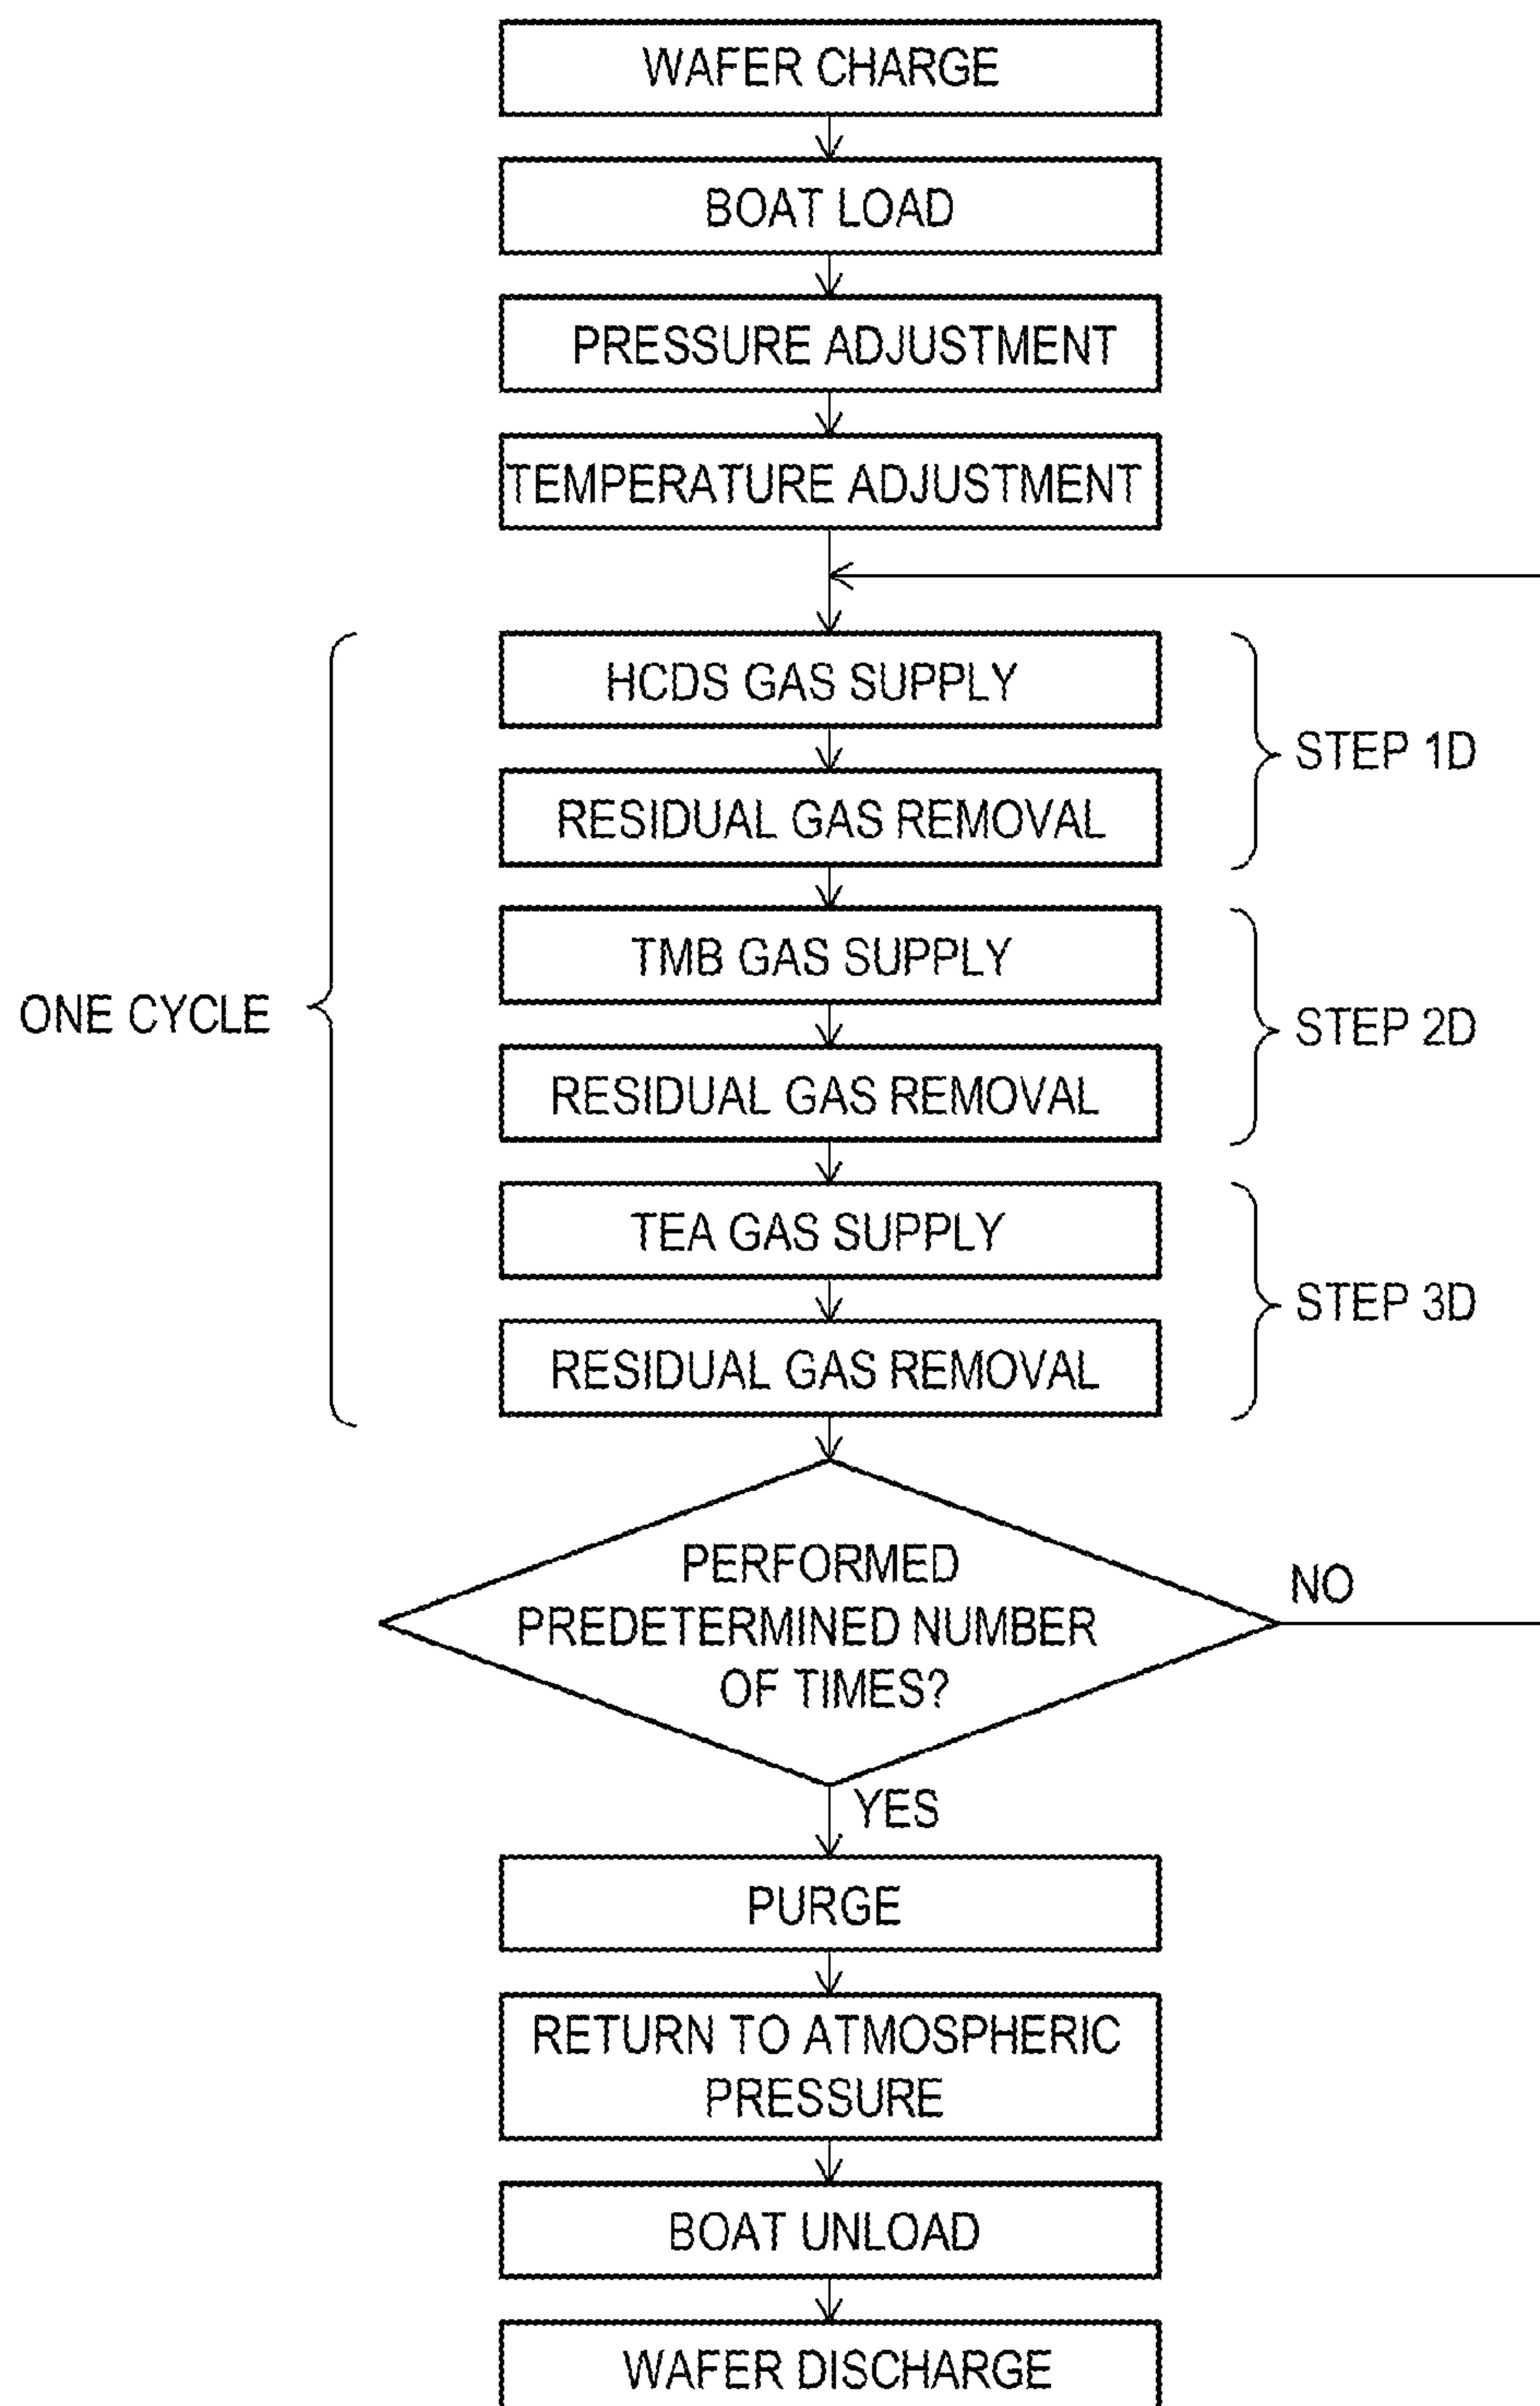 WAFER CHARGE
BOAT LOAD
PRESSURE ADJUSTMENT
TEMPERATURE ADJUSTMENT
HCDS GAS SUPPLY
STEP 1D
RESIDUAL GAS REMOVAL
TMB GAS SUPPLY
ONE CYCLE
STEP 2D
RESIDUAL GAS REMOVAL
TEA GAS SUPPLY
STEP 3D
RESIDUAL GAS REMOVAL
PERFORMED
PREDETERMINED NUMBER
OF TIMES?
NO
YES
PURGE
RETURN TO ATMOSPHERIC
PRESSURE
BOAT UNLOAD
WAFER DISCHARGE